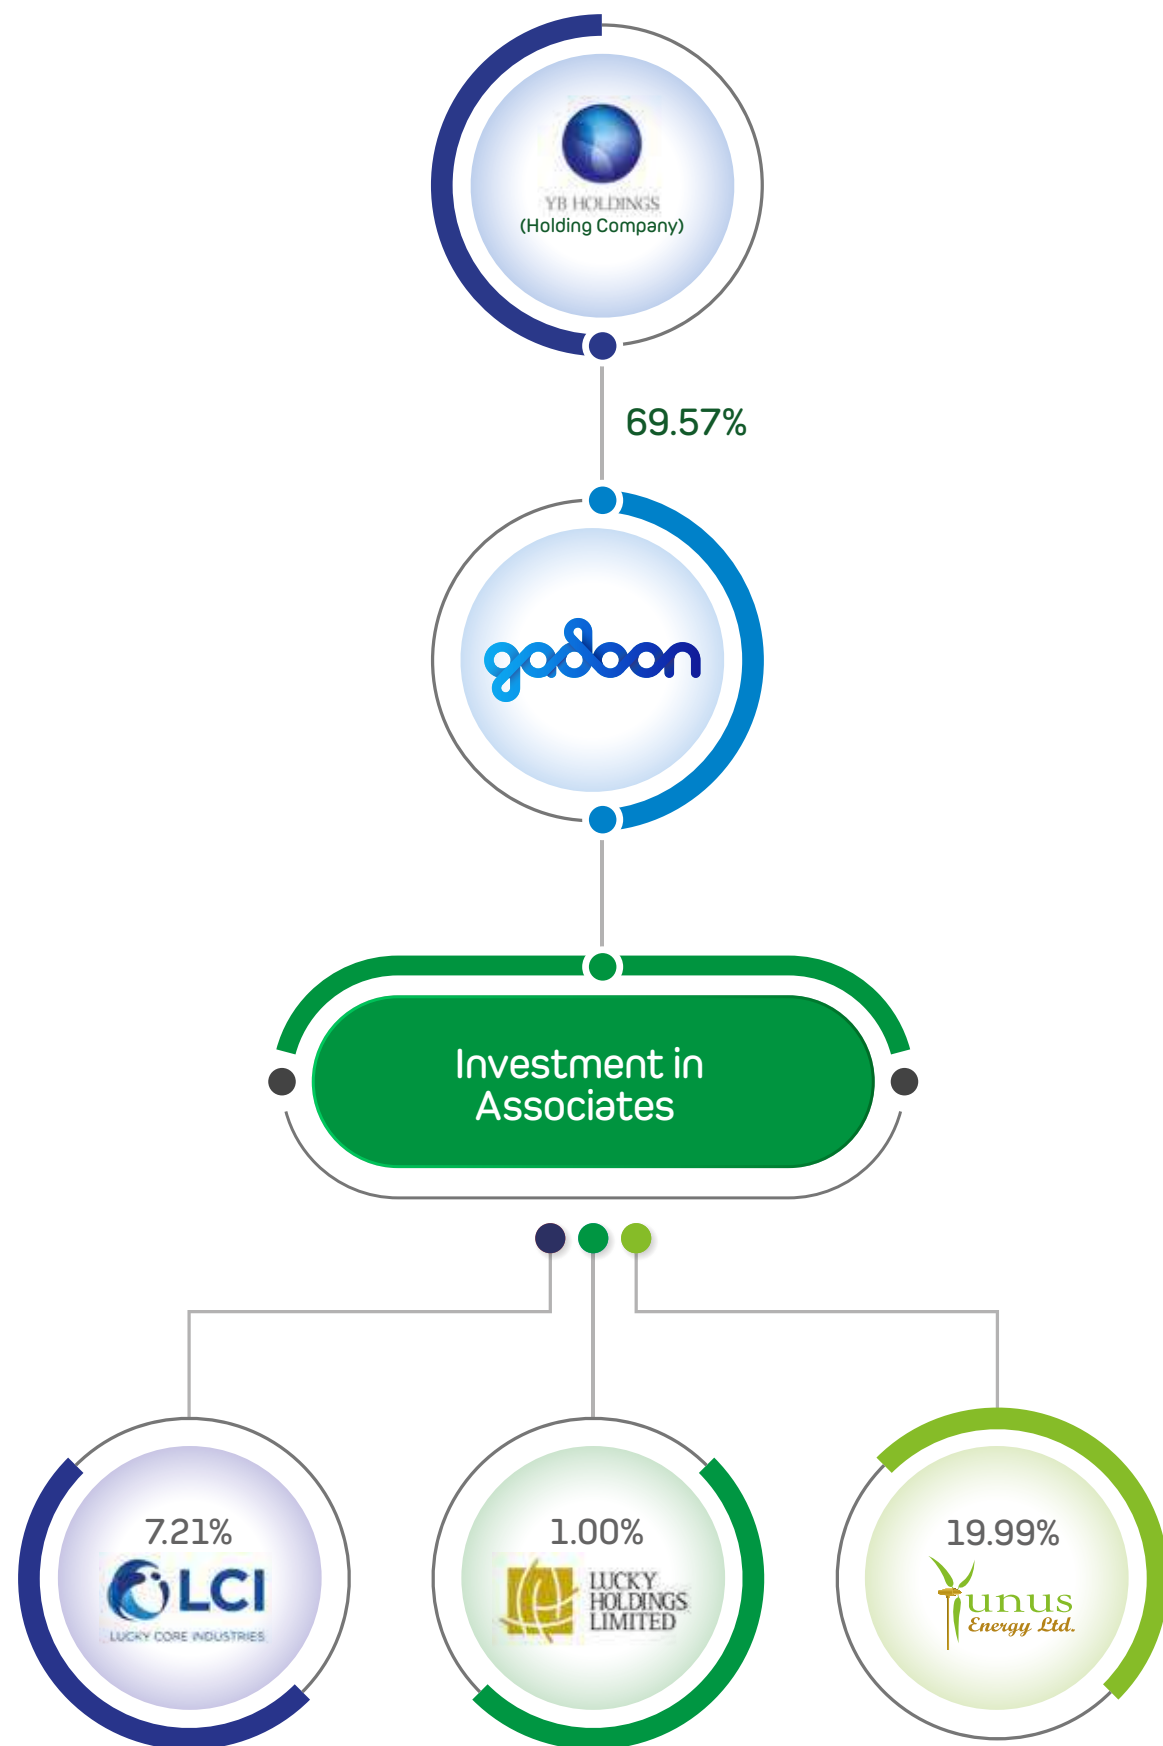 YB HOLDINGS
(Holding Company)
69.57%
gadoon
Investment in
Associates
7.21%
LCI
LUCKY CORE INDUSTRIES
1.00%
LUCKY
HOLDINGS
LIMITED
19.99%
Yunus
Energy Ltd.